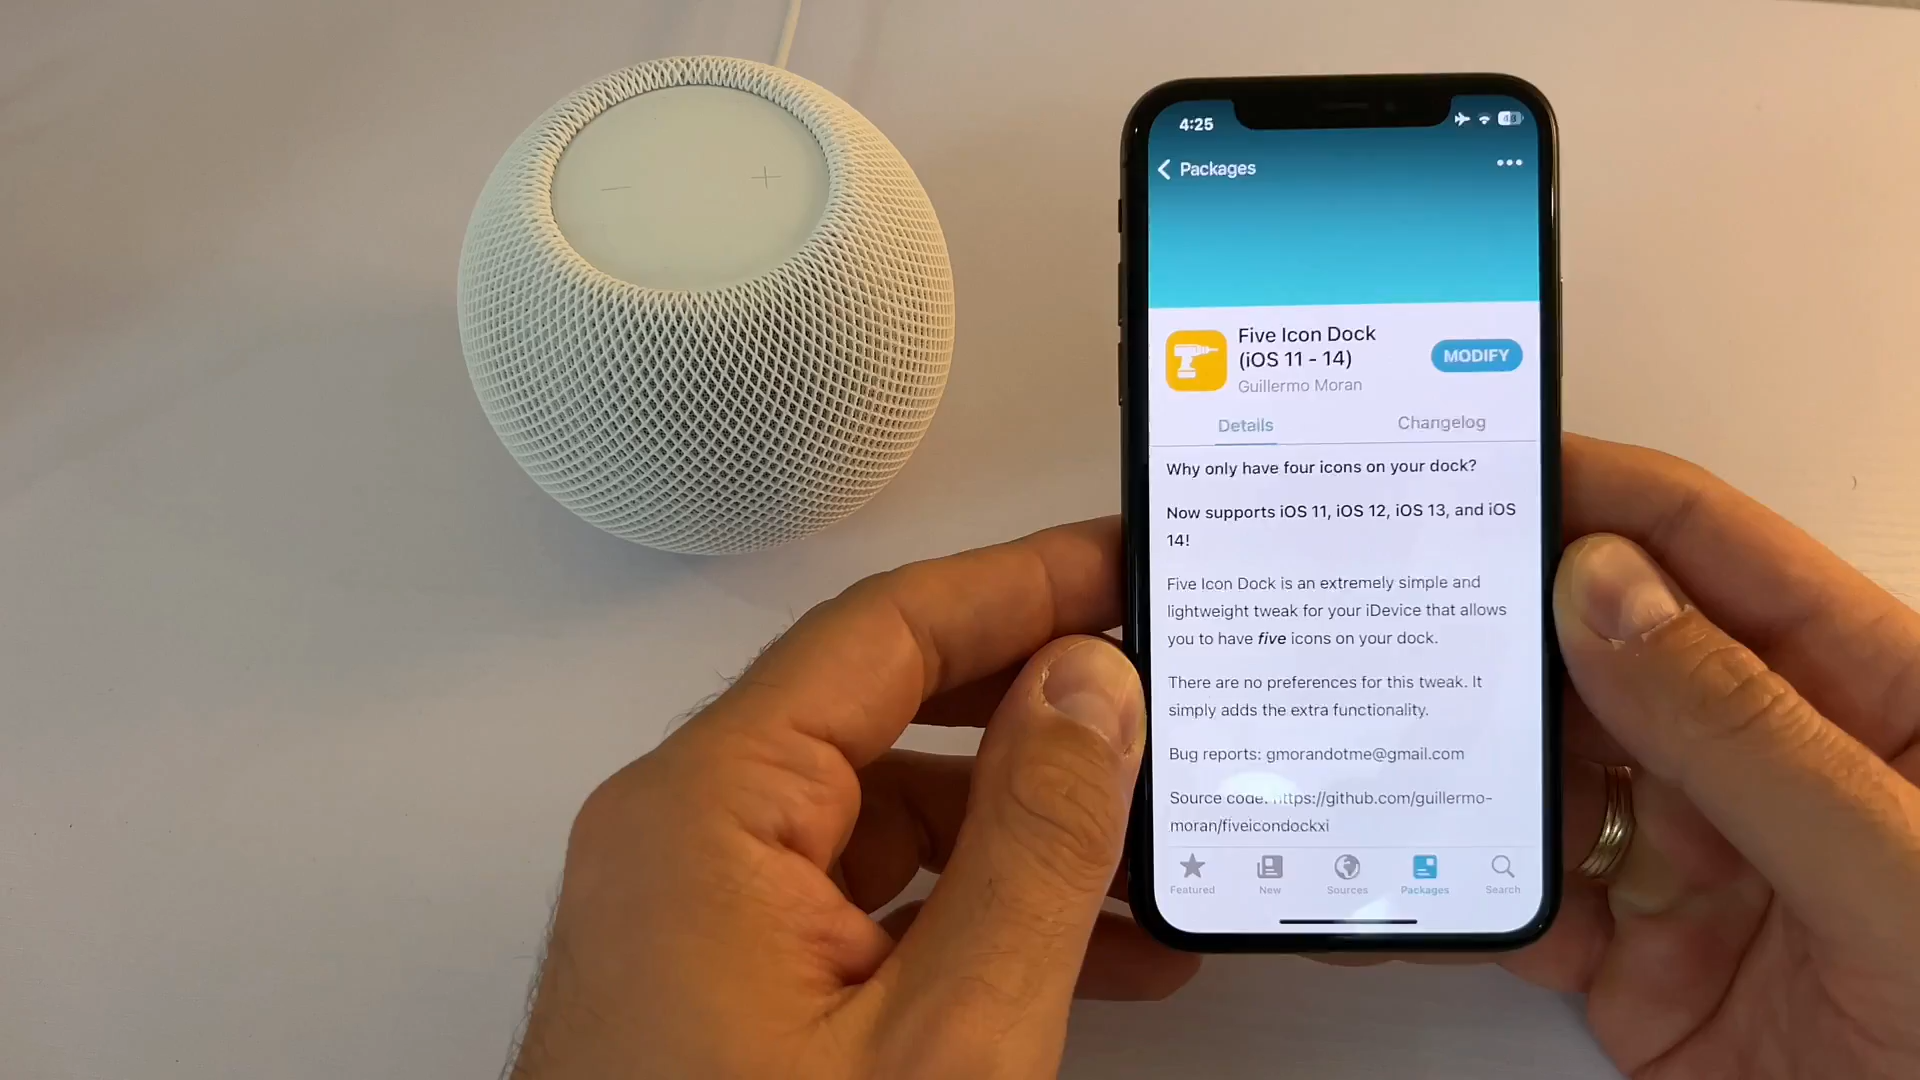 4:25
Packages
Five Icon Dock
(iOS 11 - 14)
MODIFY
Guillermo Moran
Details
Changelog
Why only have four icons on your dock?
Now supports iOS 11, iOS 12, iOS 13, and iOS
14!
Five Icon Dock is an extremely simple and
lightweight tweak for your iDevice that allows
you to have five icons on your dock.
There are no preferences for this tweak. It
simply adds the extra functionality.
Bug reports: gmorandotme@gmail.com
Source code: https://github.com/guillermo-
moran/fiveicondockxi
Featured
New
Sources
Packages
Search